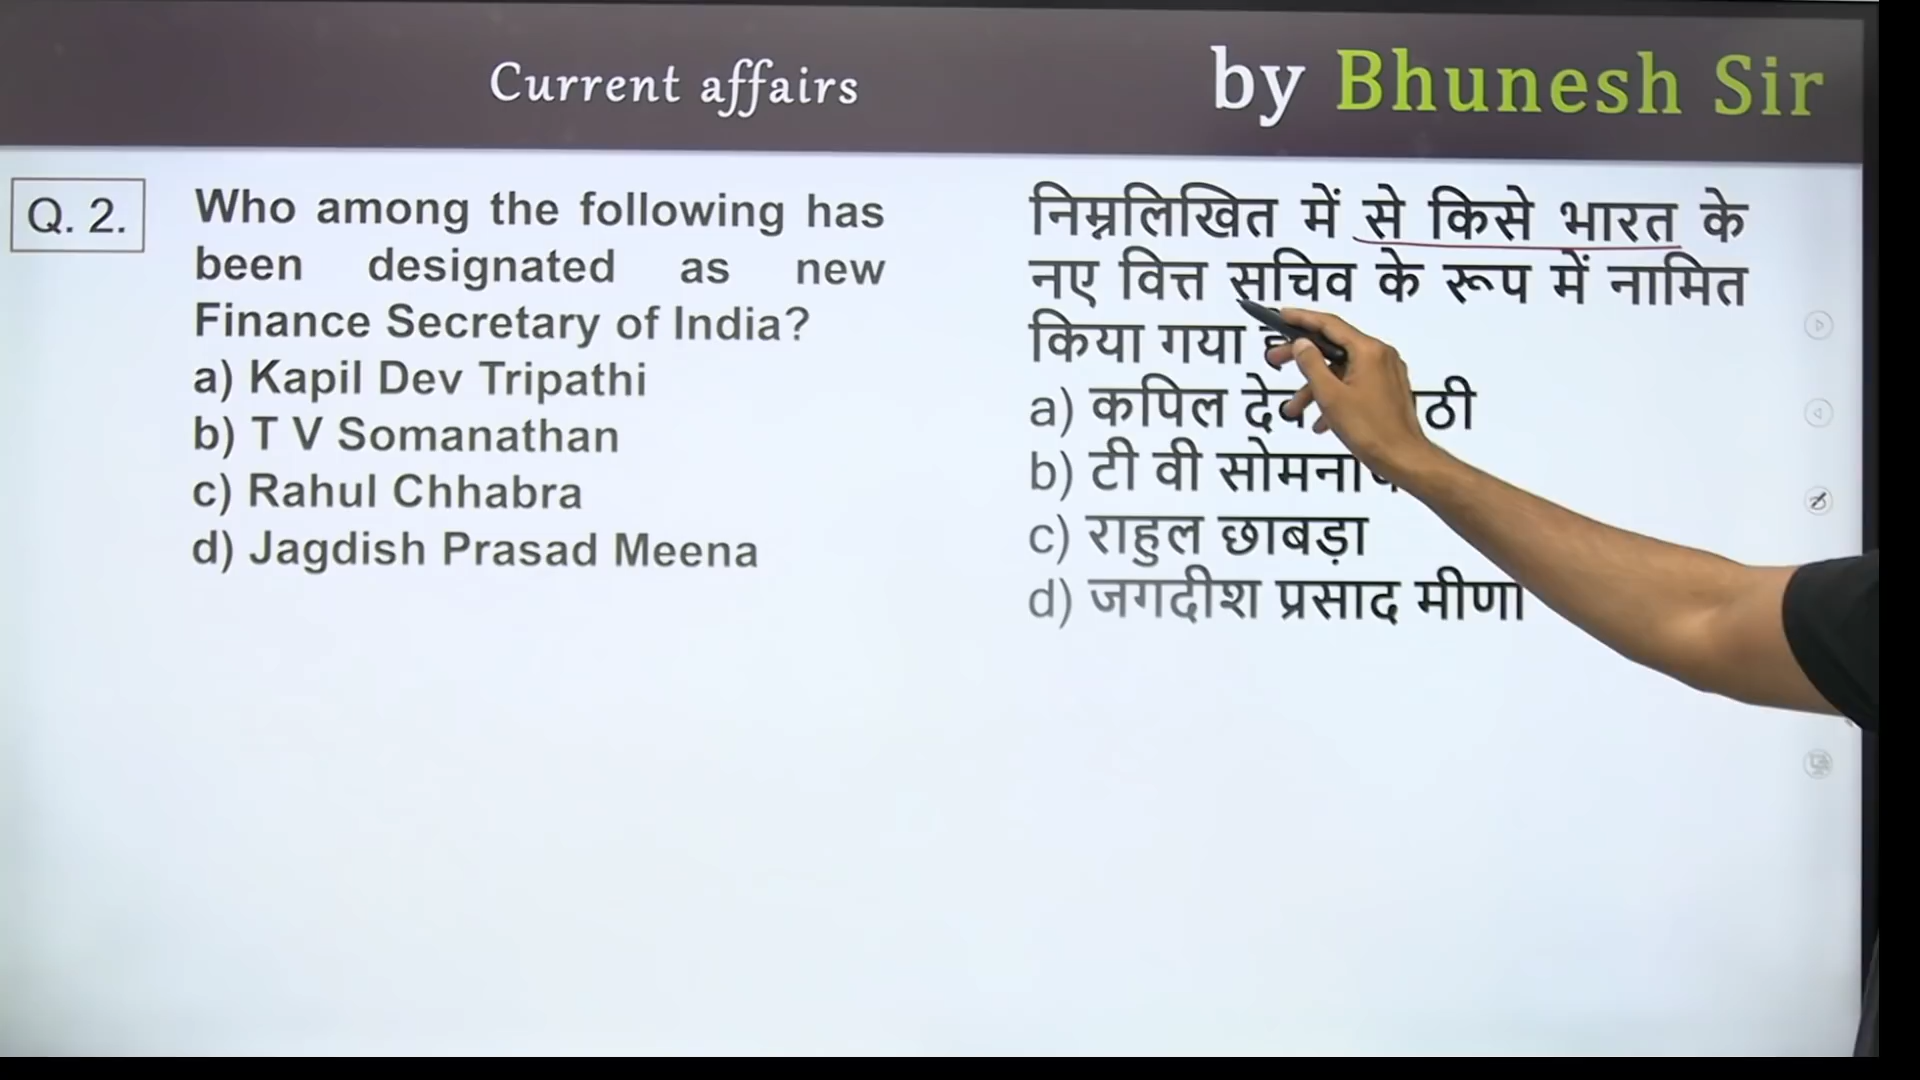 Current affairs
by Bhunesh Sir
Q. 2.
Who among the following has
been designated as new
Finance Secretary of India?
a) Kapil Dev Tripathi
b) T V Somanathan
c) Rahul Chhabra
d) Jagdish Prasad Meena
निम्नलिखित में से किसे भारत के
नए वित्त सचिव के रूप में नामित
किया गया
a) कपिल
b) टी वी
c) राहुल छाबड़ा
d) जगदीश प्रसाद मीणा